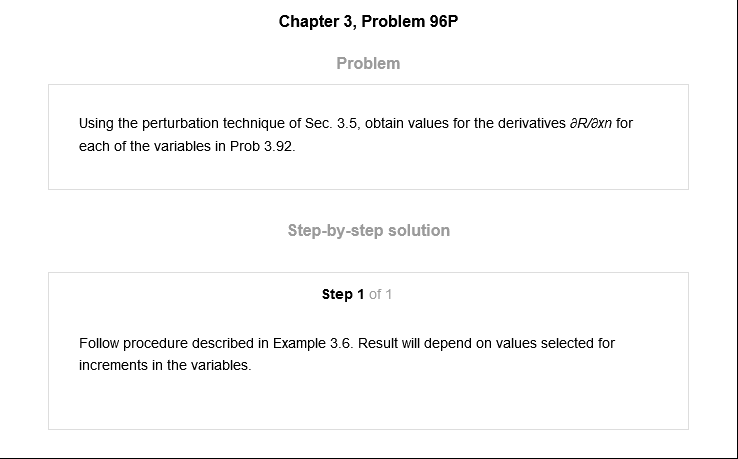 Chapter 3, Problem 96P
Problem
Using the perturbation technique of Sec. 3.5, obtain values for the derivatives ∂R/∂xn for
each of the variables in Prob 3.92.
Step-by-step solution
Step 1 of 1
Follow procedure described in Example 3.6. Result will depend on values selected for
increments in the variables.